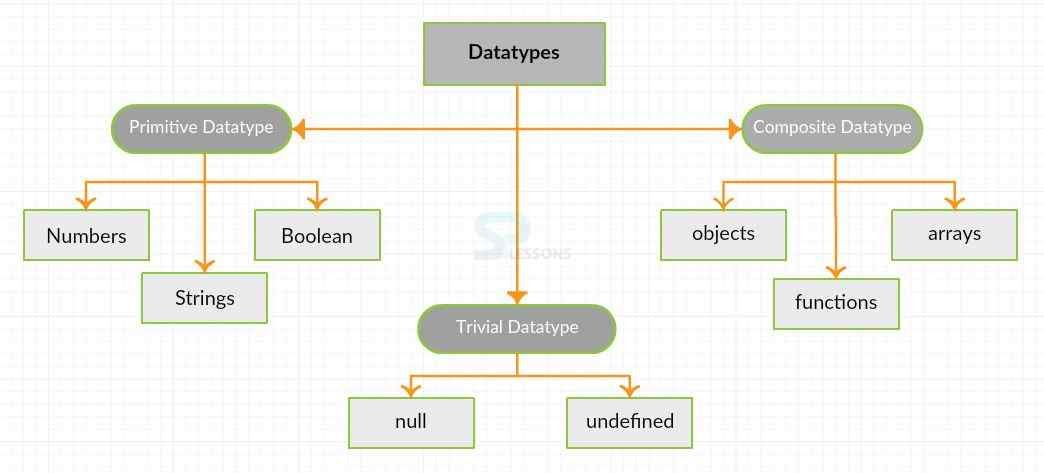 Datatypes
Primitive Datatype
Composite Datatype
Numbers
Boolean
objects
arrays
SP LESSONS
Strings
functions
Trivial Datatype
null
undefined